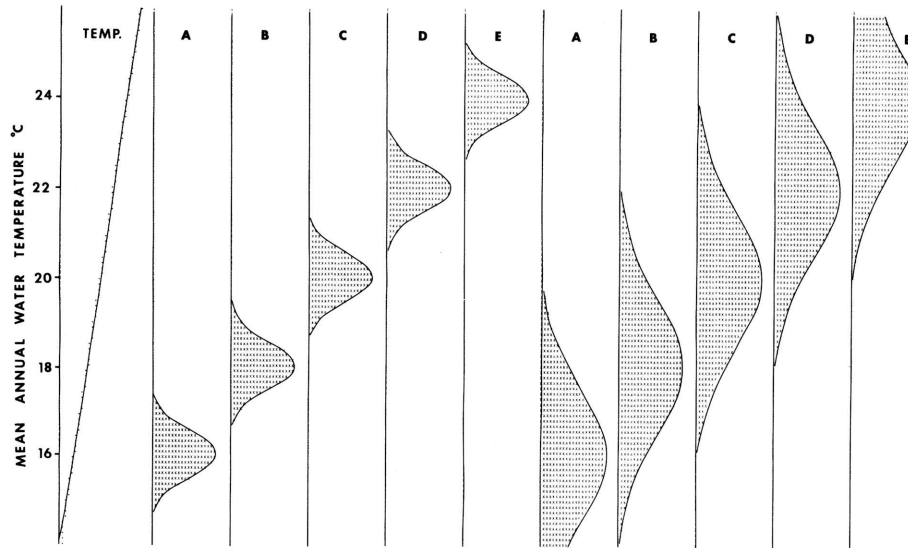 TEMP. A B C D E A B C D E
MEAN ANNUAL WATER TEMPERATURE °C
24
22
20
18
16